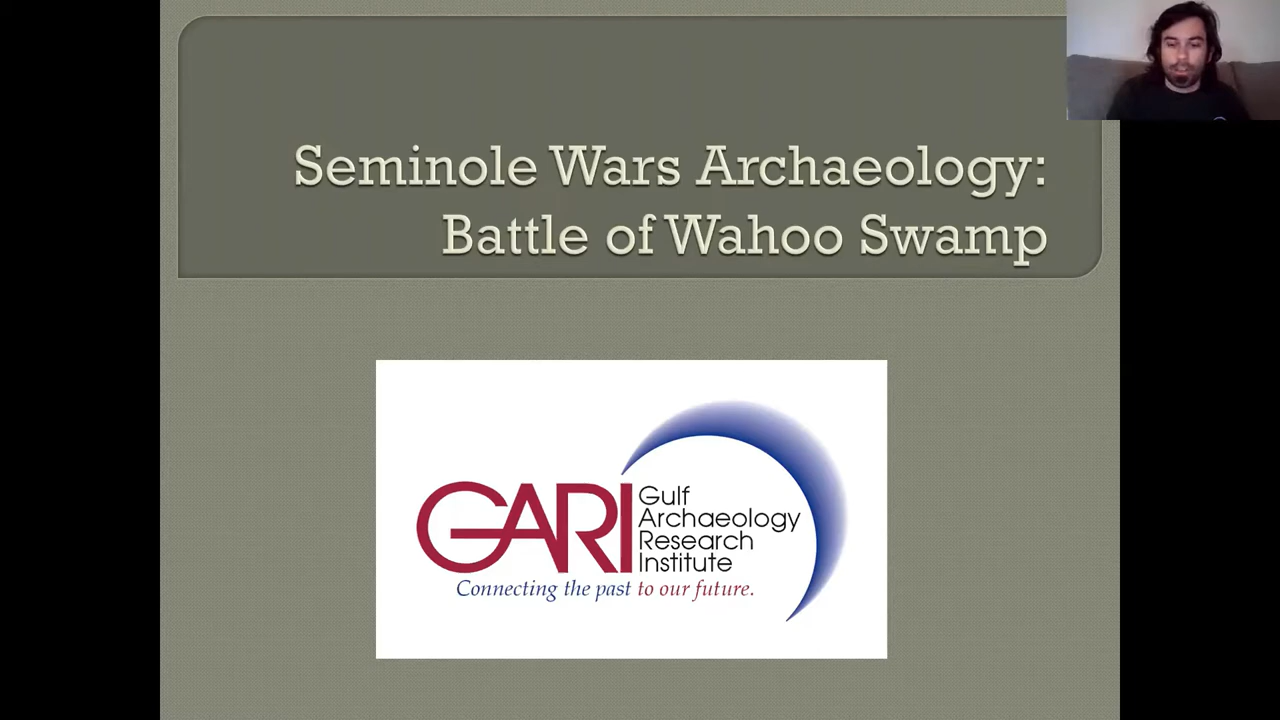 Seminole Wars Archaeology:
Battle of Wahoo Swamp
GARI
Gulf
Archaeology
Research
Institute
Connecting the past to our future.